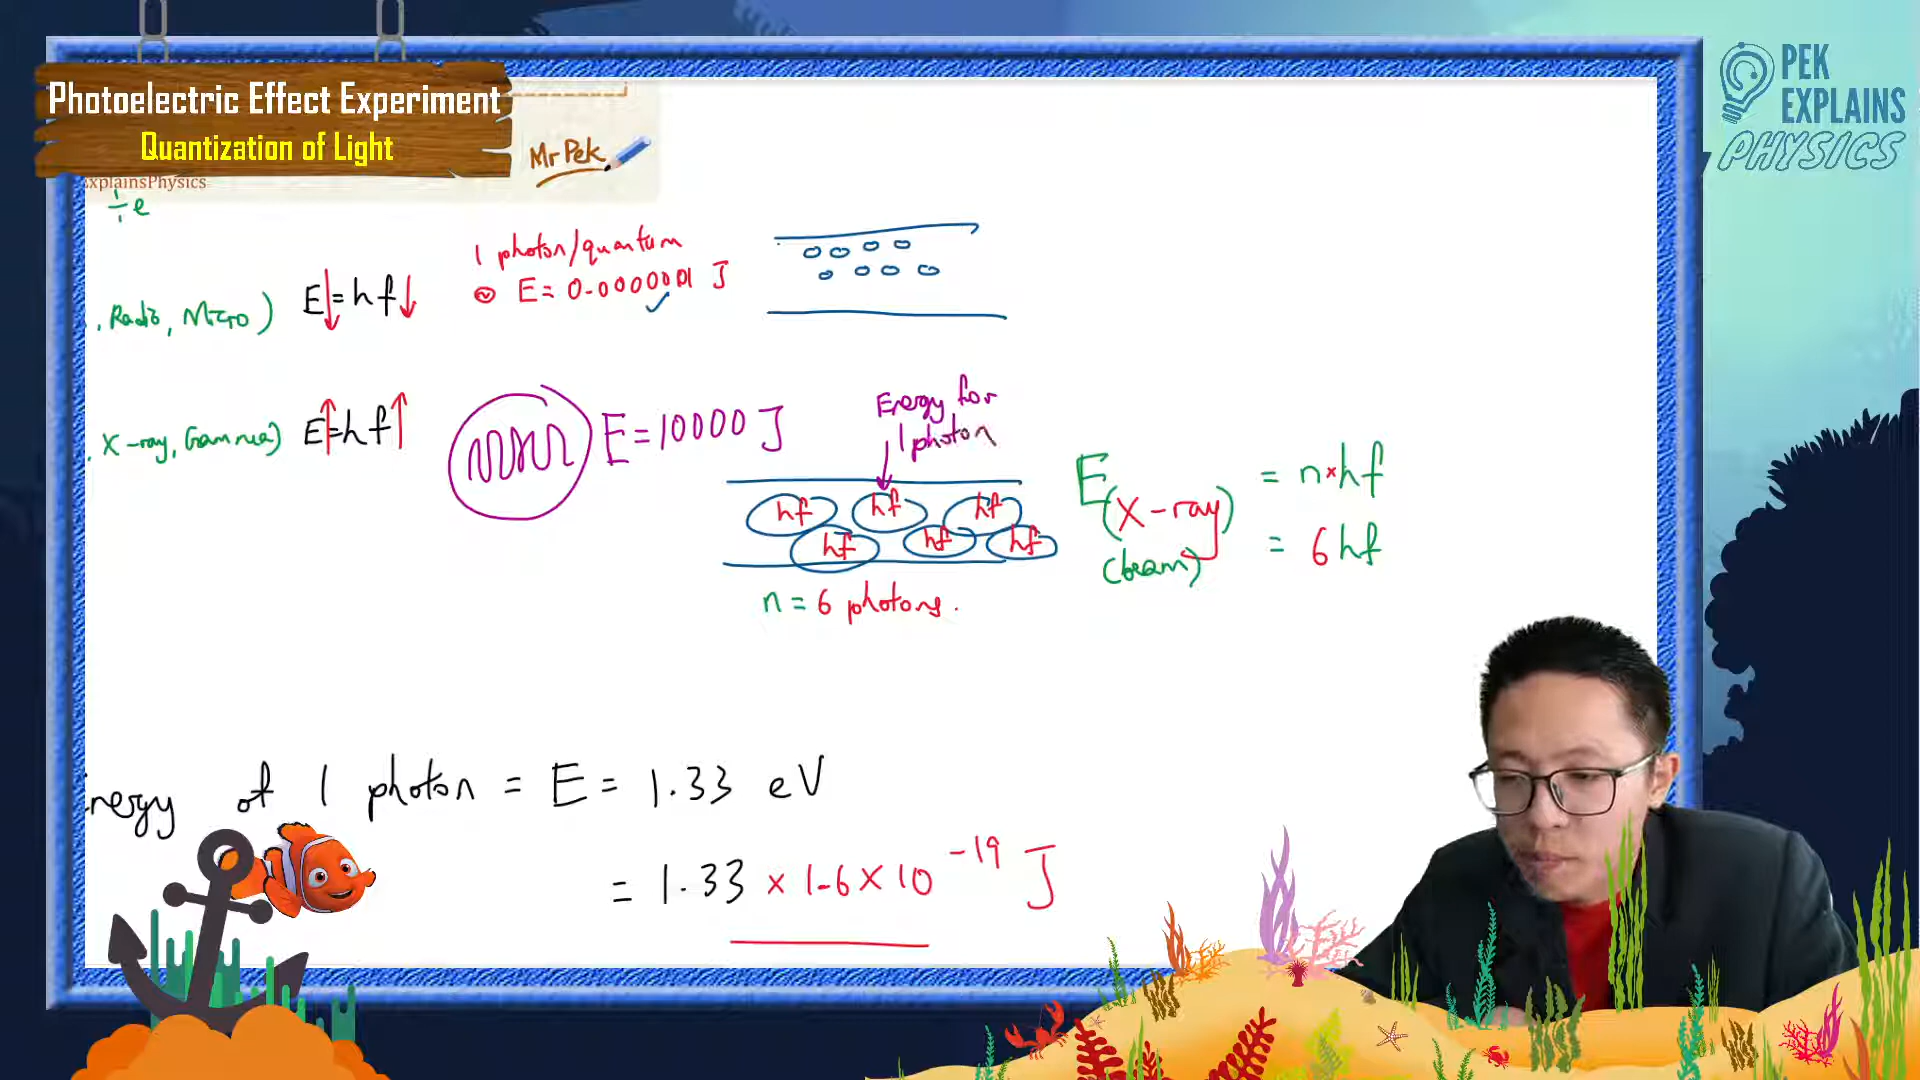 Photoelectric Effect Experiment
Quantization of Light
ExplainsPhysics
Mr Pek
PEK
EXPLAINS
PHYSICS
e
1 photon/quantum
E = 0.0000001 J
. Radio, Micro)
E = hf
. X-ray, Gamma)
E = hf
E = 10000 J
Energy for
1 photon
hf hf hf
hf hf hf
n = 6 photons.
E(X-ray) = n × hf
(beam) = 6hf
nergy of 1 photon = E = 1.33 eV
= 1.33 × 1.6 × 10⁻¹⁹ J